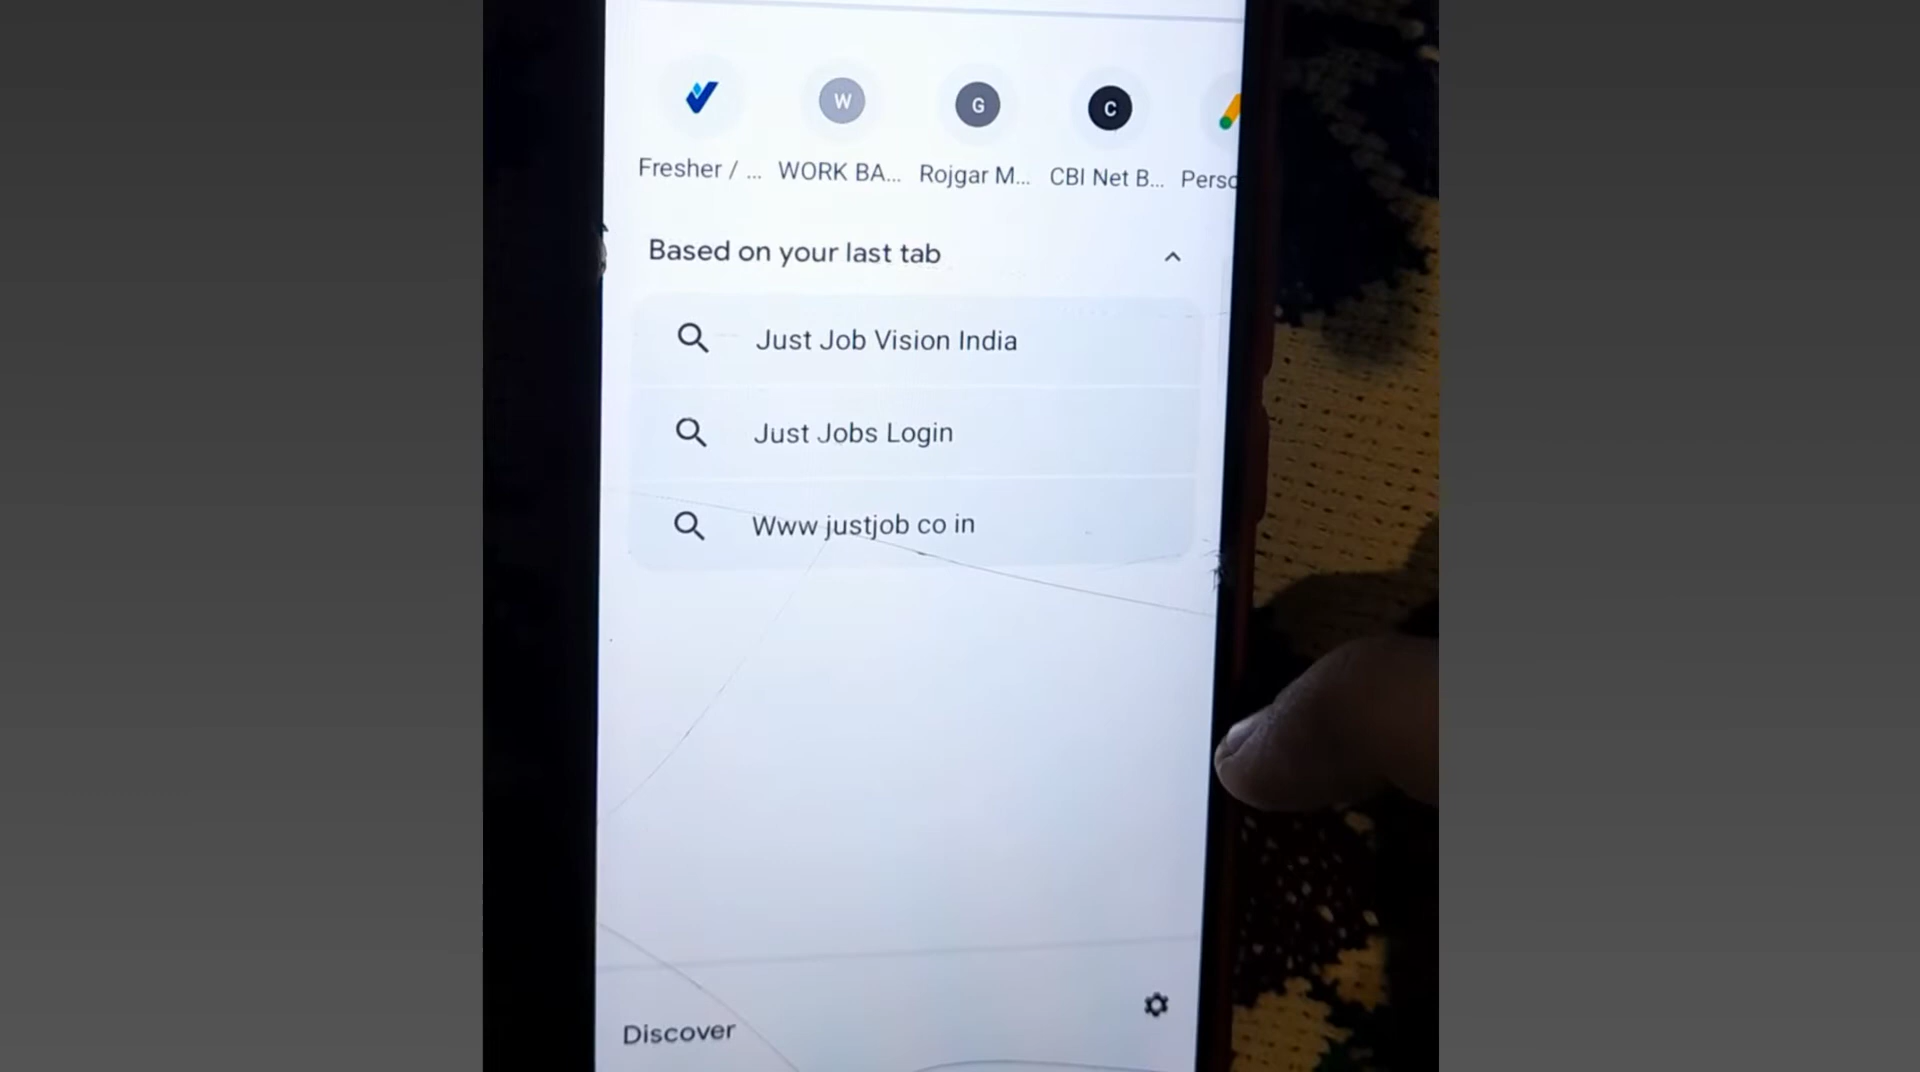 W G C
Fresher / ... WORK BA... Rojgar M... CBI Net B... Perso
Based on your last tab
Just Job Vision India
Just Jobs Login
Www justjob co in
Discover